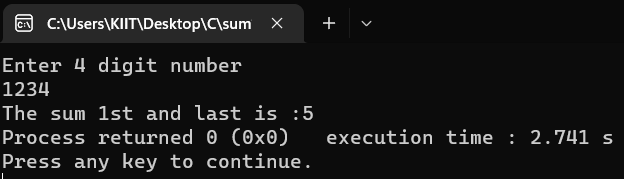 C:\Users\KIIT\Desktop\C\sum
Enter 4 digit number
1234
The sum 1st and last is :5
Process returned 0 (0x0)   execution time : 2.741 s
Press any key to continue.